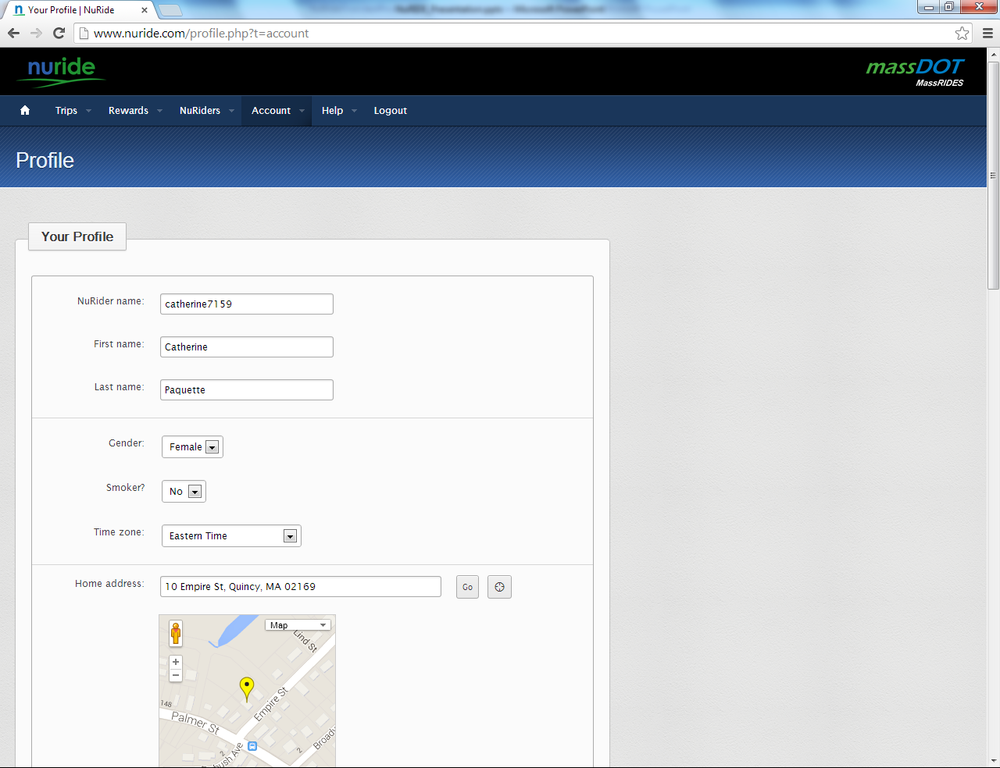 Your Profile | NuRide
www.nuride.com/profile.php?t=account
nuride
massDOT
MassRIDES
Trips Rewards NuRiders Account Help Logout
Profile
Your Profile
NuRider name: catherine7159
First name: Catherine
Last name: Paquette
Gender: Female
Smoker? No
Time zone: Eastern Time
Home address: 10 Empire St, Quincy, MA 02169 Go
Map
Lind St
148
Palmer St
Empire St
2
2